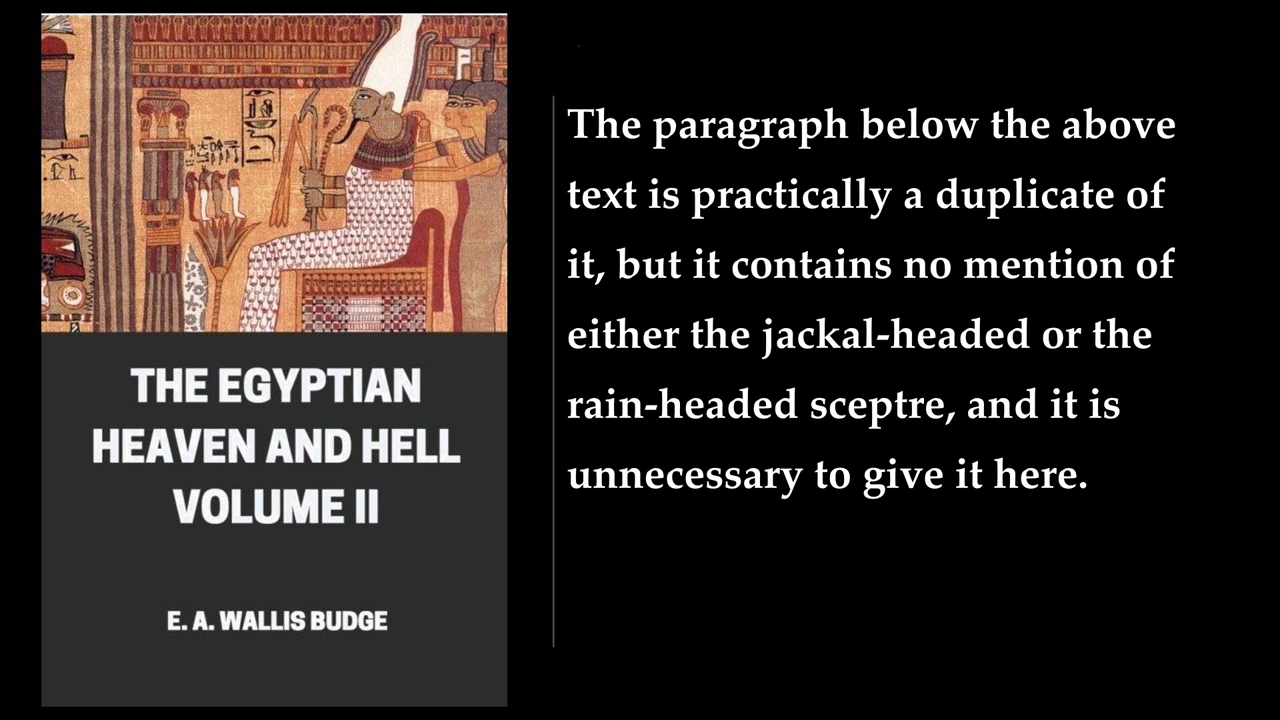 THE EGYPTIAN
HEAVEN AND HELL
VOLUME II
E. A. WALLIS BUDGE
The paragraph below the above
text is practically a duplicate of
it, but it contains no mention of
either the jackal-headed or the
rain-headed sceptre, and it is
unnecessary to give it here.